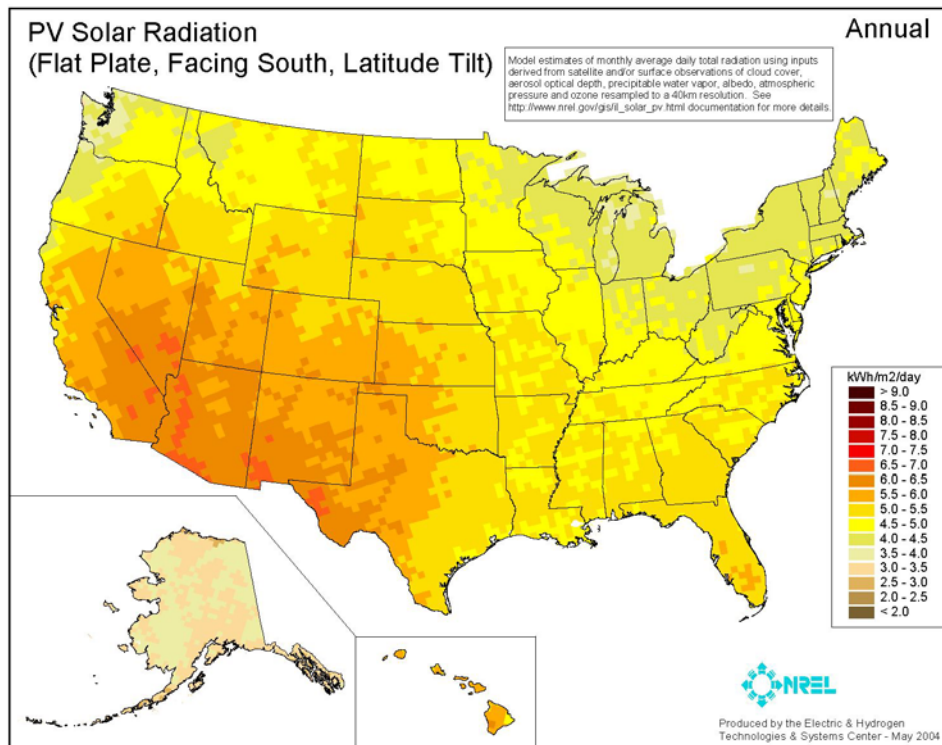 PV Solar Radiation
(Flat Plate, Facing South, Latitude Tilt)
Annual
Model estimates of monthly average daily total radiation using inputs
derived from satellite and/or surface observations of cloud cover,
aerosol optical depth, precipitable water vapor, albedo, atmospheric
pressure and ozone resampled to a 40km resolution. See
http://www.nrel.gov/gis/il_solar_pv.html documentation for more details.
kWh/m2/day
> 9.0
8.5 - 9.0
8.0 - 8.5
7.5 - 8.0
7.0 - 7.5
6.5 - 7.0
6.0 - 6.5
5.5 - 6.0
5.0 - 5.5
4.5 - 5.0
4.0 - 4.5
3.5 - 4.0
3.0 - 3.5
2.5 - 3.0
2.0 - 2.5
< 2.0
NREL
Produced by the Electric & Hydrogen
Technologies & Systems Center - May 2004